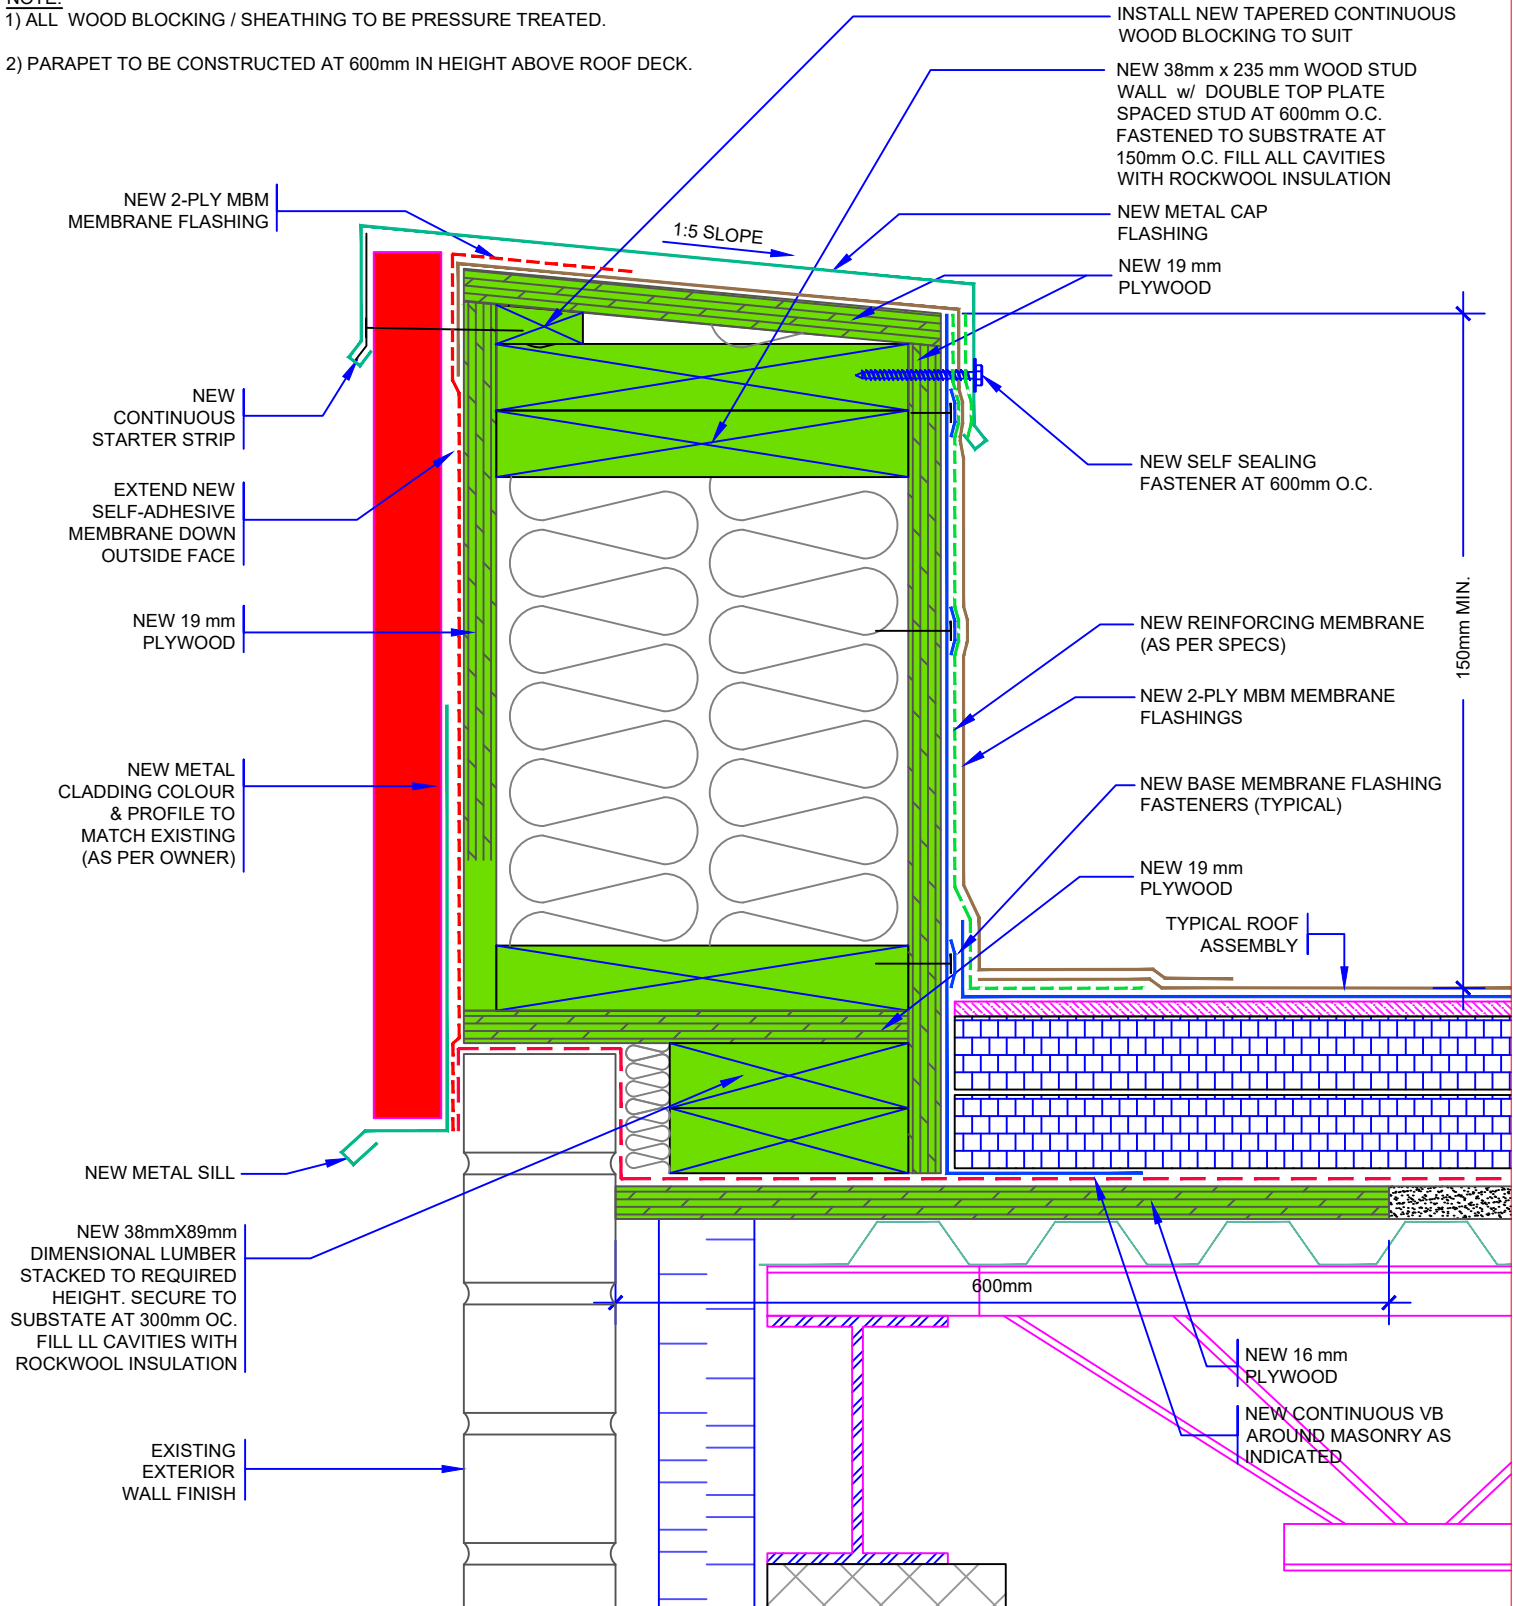 NOTE:
1) ALL WOOD BLOCKING / SHEATHING TO BE PRESSURE TREATED.
2) PARAPET TO BE CONSTRUCTED AT 600mm IN HEIGHT ABOVE ROOF DECK.
INSTALL NEW TAPERED CONTINUOUS
WOOD BLOCKING TO SUIT
NEW 38mm x 235 mm WOOD STUD
WALL w/ DOUBLE TOP PLATE
SPACED STUD AT 600mm O.C.
FASTENED TO SUBSTRATE AT
150mm O.C. FILL ALL CAVITIES
WITH ROCKWOOL INSULATION
NEW METAL CAP
FLASHING
NEW 19 mm
PLYWOOD
1:5 SLOPE
NEW 2-PLY MBM
MEMBRANE FLASHING
NEW
CONTINUOUS
STARTER STRIP
EXTEND NEW
SELF-ADHESIVE
MEMBRANE DOWN
OUTSIDE FACE
NEW 19 mm
PLYWOOD
NEW METAL
CLADDING COLOUR
& PROFILE TO
MATCH EXISTING
(AS PER OWNER)
NEW METAL SILL
NEW 38mmX89mm
DIMENSIONAL LUMBER
STACKED TO REQUIRED
HEIGHT. SECURE TO
SUBSTATE AT 300mm OC.
FILL LL CAVITIES WITH
ROCKWOOL INSULATION
EXISTING
EXTERIOR
WALL FINISH
NEW SELF SEALING
FASTENER AT 600mm O.C.
150mm MIN.
NEW REINFORCING MEMBRANE
(AS PER SPECS)
NEW 2-PLY MBM MEMBRANE
FLASHINGS
NEW BASE MEMBRANE FLASHING
FASTENERS (TYPICAL)
NEW 19 mm
PLYWOOD
TYPICAL ROOF
ASSEMBLY
600mm
NEW 16 mm
PLYWOOD
NEW CONTINUOUS VB
AROUND MASONRY AS
INDICATED